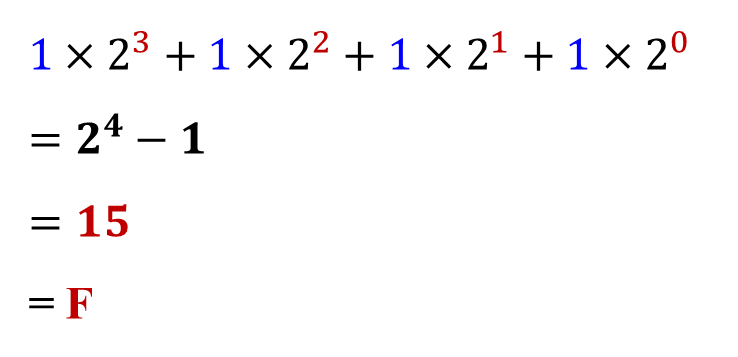 1 × 2³ + 1 × 2² + 1 × 2¹ + 1 × 2⁰
= 2⁴ − 1
= 15
= F